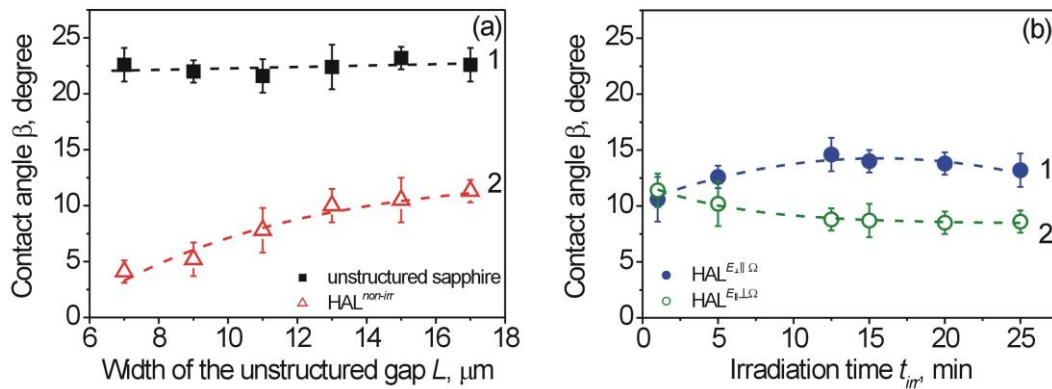 (a)
25
20
15
10
5
0
6 8 10 12 14 16 18
Contact angle β, degree
Width of the unstructured gap L, μm
1
2
unstructured sapphire
HAL^non-irr
(b)
25
20
15
10
5
0
0 5 10 15 20 25
Contact angle β, degree
Irradiation time t_irr, min
1
2
HAL^E⊥∥Ω
HAL^E∥⊥Ω